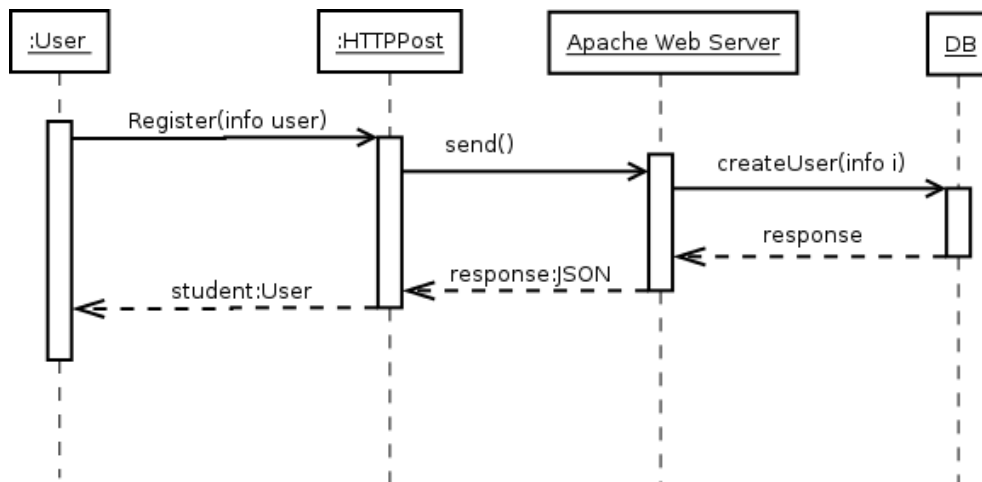 :User
:HTTPPost
Apache Web Server
DB
Register(info user)
send()
createUser(info i)
response
response:JSON
student:User